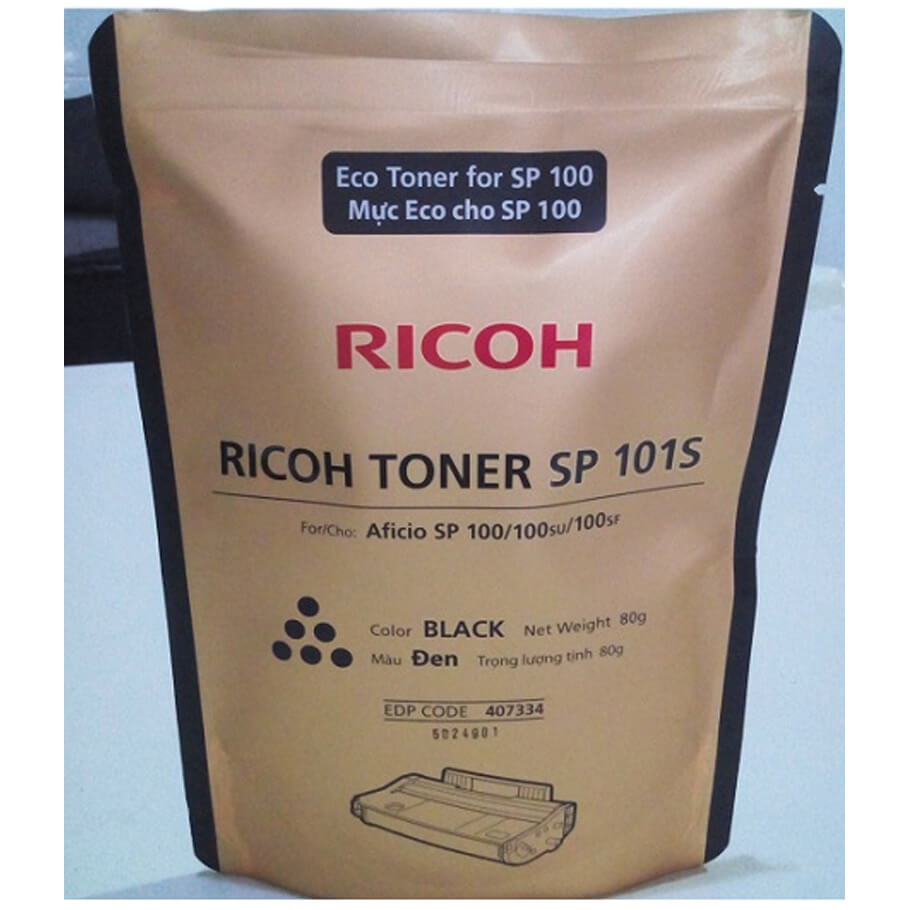 Eco Toner for SP 100
Mực Eco cho SP 100
RICOH
RICOH TONER SP 101S
For/Cho: Aficio SP 100/100SU/100SF
Color BLACK Net Weight 80g
Màu Đen Trọng lượng tịnh 80g
EDP CODE 407334
5024901